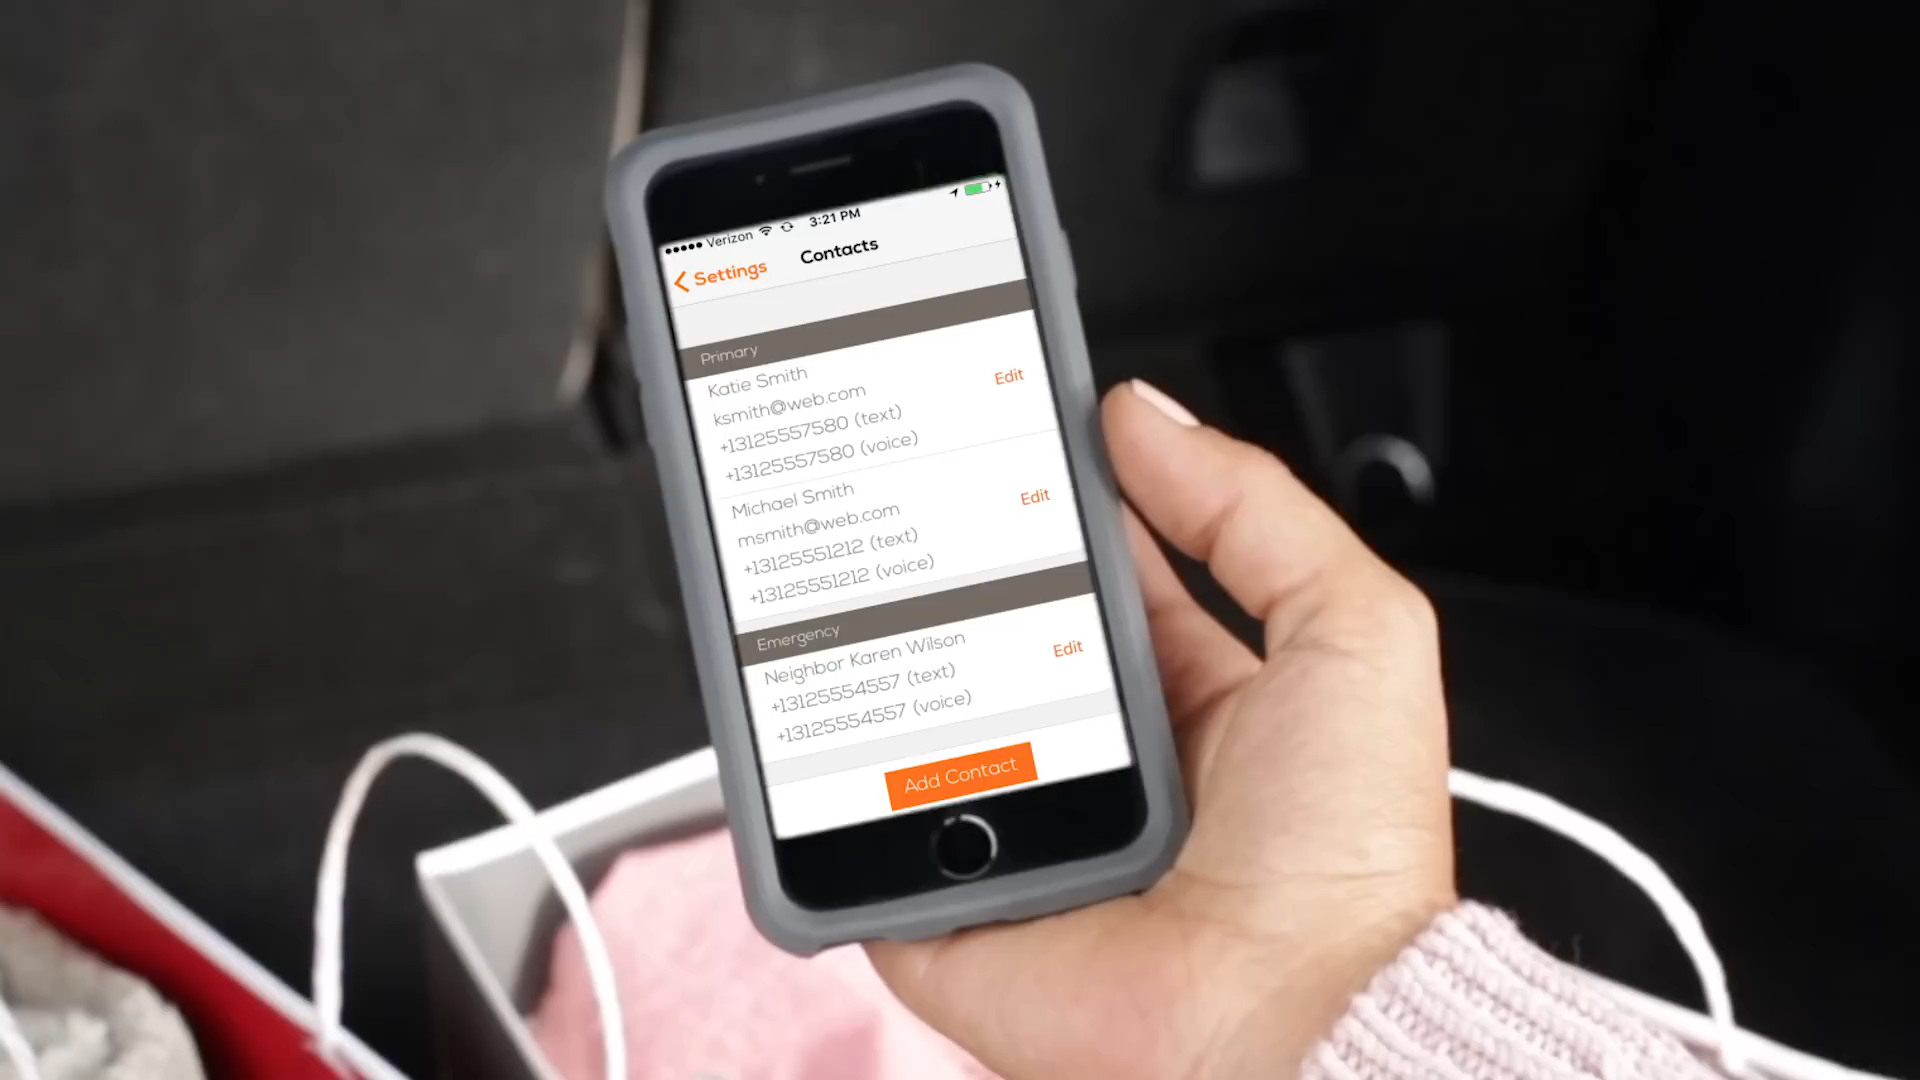 Verizon 3:21 PM
Settings Contacts
Primary
Katie Smith
ksmith@web.com
Edit
+13125557580 (text)
+13125557580 (voice)
Michael Smith
msmith@web.com
Edit
+13125551212 (text)
+13125551212 (voice)
Emergency
Neighbor Karen Wilson
Edit
+13125554557 (text)
+13125554557 (voice)
Add Contact